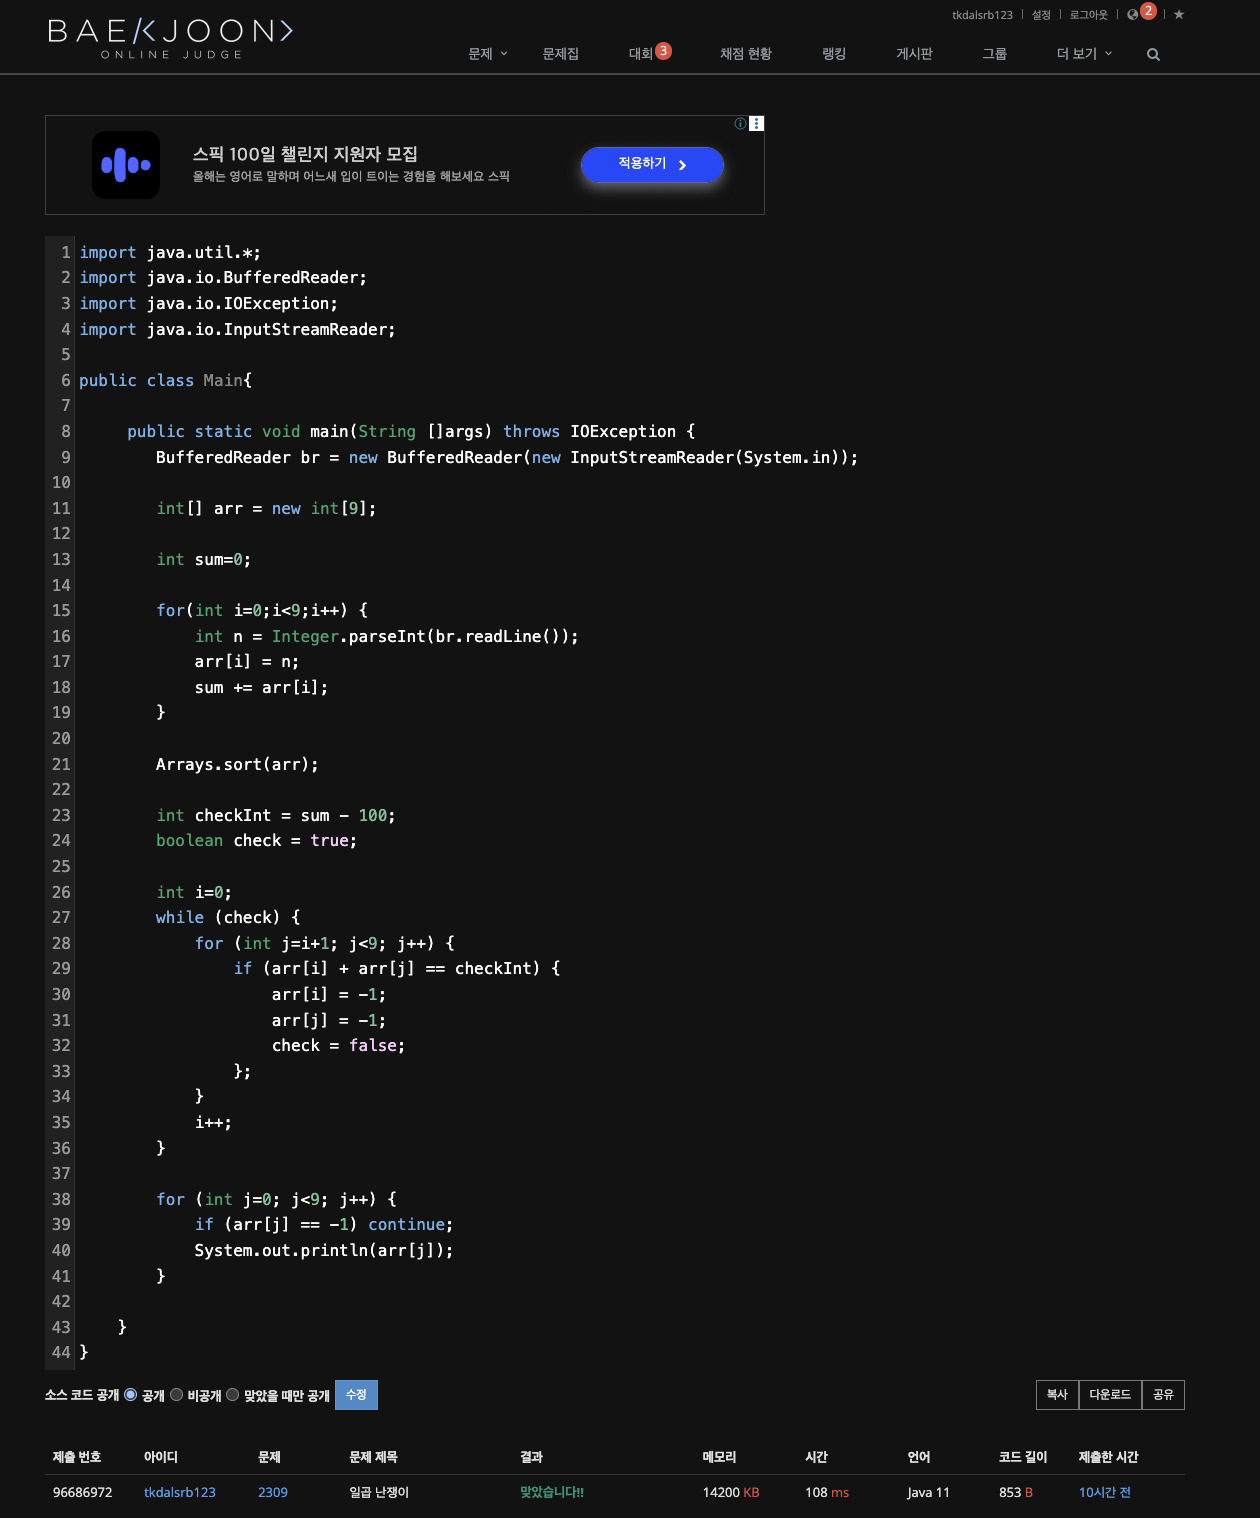 tkdalsrb123 | 설정 | 로그아웃 | 2 | ★
BAEKJOON>
ONLINE JUDGE
문제 문제집 대회 3 채점 현황 랭킹 게시판 그룹 더 보기
스픽 100일 챌린지 지원자 모집
올해는 영어로 말하며 어느새 입이 트이는 경험을 해보세요 스픽
적용하기
1 import java.util.*;
2 import java.io.BufferedReader;
3 import java.io.IOException;
4 import java.io.InputStreamReader;
5
6 public class Main{
7
8      public static void main(String []args) throws IOException {
9         BufferedReader br = new BufferedReader(new InputStreamReader(System.in));
10
11         int[] arr = new int[9];
12
13         int sum=0;
14
15         for(int i=0;i<9;i++) {
16             int n = Integer.parseInt(br.readLine());
17             arr[i] = n;
18             sum += arr[i];
19         }
20
21         Arrays.sort(arr);
22
23         int checkInt = sum - 100;
24         boolean check = true;
25
26         int i=0;
27         while (check) {
28             for (int j=i+1; j<9; j++) {
29                 if (arr[i] + arr[j] == checkInt) {
30                     arr[i] = -1;
31                     arr[j] = -1;
32                     check = false;
33                 };
34             }
35             i++;
36         }
37
38         for (int j=0; j<9; j++) {
39             if (arr[j] == -1) continue;
40             System.out.println(arr[j]);
41         }
42
43     }
44 }
소스 코드 공개 공개 비공개 맞았을 때만 공개 수정 복사 다운로드 공유
제출 번호 아이디 문제 문제 제목 결과 메모리 시간 언어 코드 길이 제출한 시간
96686972 tkdalsrb123 2309 일곱 난쟁이 맞았습니다!! 14200 KB 108 ms Java 11 853 B 10시간 전